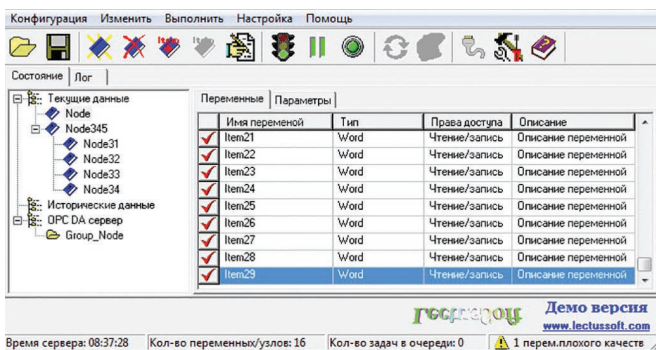 Конфигурация Изменить Выполнить Настройка Помощь
Состояние Лог
Текущие данные
Node
Node345
Node31
Node32
Node33
Node34
Исторические данные
OPC DA сервер
Group_Node
Переменные Параметры
Имя переменой Тип Права доступа Описание
Item21 Word Чтение/запись Описание переменной
Item22 Word Чтение/запись Описание переменной
Item23 Word Чтение/запись Описание переменной
Item24 Word Чтение/запись Описание переменной
Item25 Word Чтение/запись Описание переменной
Item26 Word Чтение/запись Описание переменной
Item27 Word Чтение/запись Описание переменной
Item28 Word Чтение/запись Описание переменной
Item29 Word Чтение/запись Описание переменной
LectusSoft
Демо версия
www.lectussoft.com
Время сервера: 08:37:28 Кол-во переменных/узлов: 16 Кол-во задач в очереди: 0 1 перем.плохого качеств